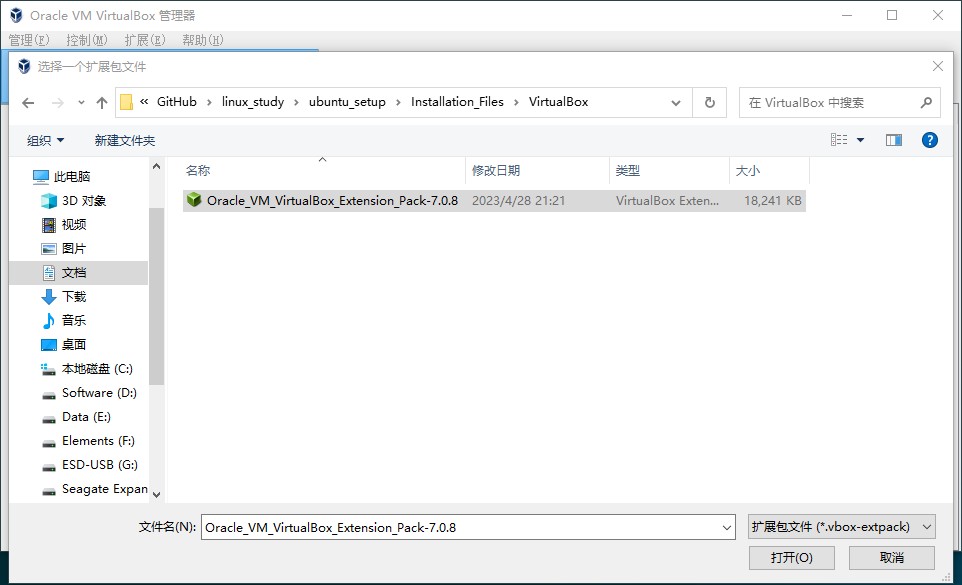 Oracle VM VirtualBox 管理器
管理(F) 控制(M) 扩展(E) 帮助(H)
选择一个扩展包文件
« GitHub › linux_study › ubuntu_setup › Installation_Files › VirtualBox
在 VirtualBox 中搜索
组织 新建文件夹
名称 修改日期 类型 大小
Oracle_VM_VirtualBox_Extension_Pack-7.0.8 2023/4/28 21:21 VirtualBox Exten... 18,241 KB
此电脑
3D 对象
视频
图片
文档
下载
音乐
桌面
本地磁盘 (C:)
Software (D:)
Data (E:)
Elements (F:)
ESD-USB (G:)
Seagate Expan
文件名(N): Oracle_VM_VirtualBox_Extension_Pack-7.0.8 扩展包文件 (*.vbox-extpack)
打开(O) 取消